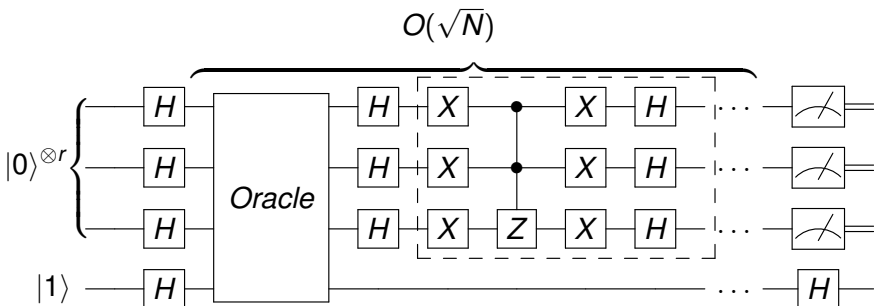 O(√N)
H H X X H ...
|0⟩^{⊗r} H Oracle H X X H ...
H H X Z X H ...
|1⟩ H ... H